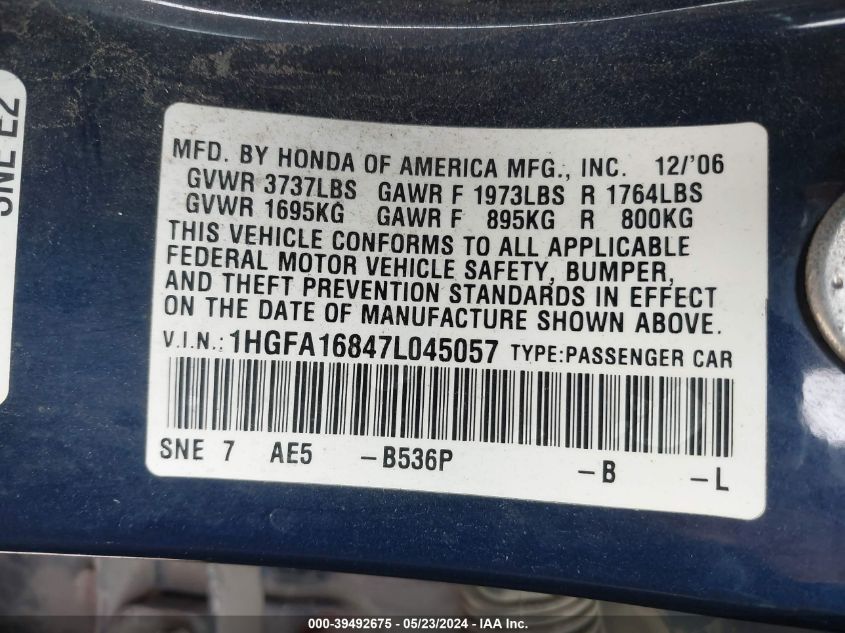 SNE E2
MFD. BY HONDA OF AMERICA MFG., INC. 12/'06
GVWR 3737LBS GAWR F 1973LBS R 1764LBS
GVWR 1695KG GAWR F 895KG R 800KG
THIS VEHICLE CONFORMS TO ALL APPLICABLE
FEDERAL MOTOR VEHICLE SAFETY, BUMPER,
AND THEFT PREVENTION STANDARDS IN EFFECT
ON THE DATE OF MANUFACTURE SHOWN ABOVE.
V.I.N.: 1HGFA16847L045057 TYPE:PASSENGER CAR
SNE 7 AE5 -B536P -B -L
000-39492675 / 05/23/2024 - IAA Inc.